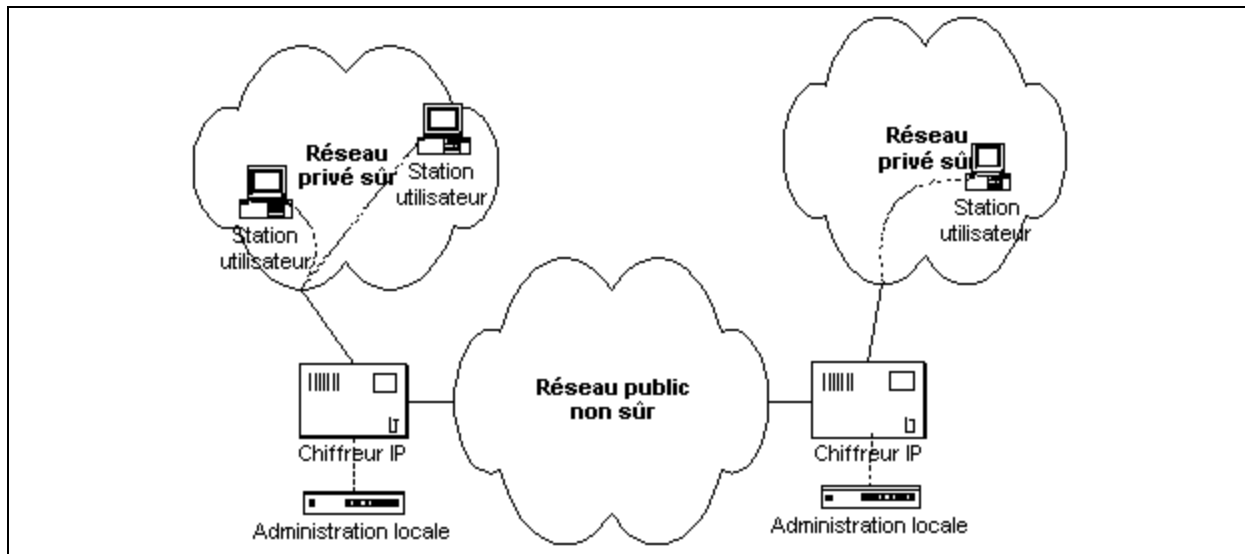 Réseau
privé sûr
Station
utilisateur
Station
utilisateur
Réseau
privé sûr
Station
utilisateur
Réseau public
non sûr
Chiffreur IP
Administration locale
Chiffreur IP
Administration locale